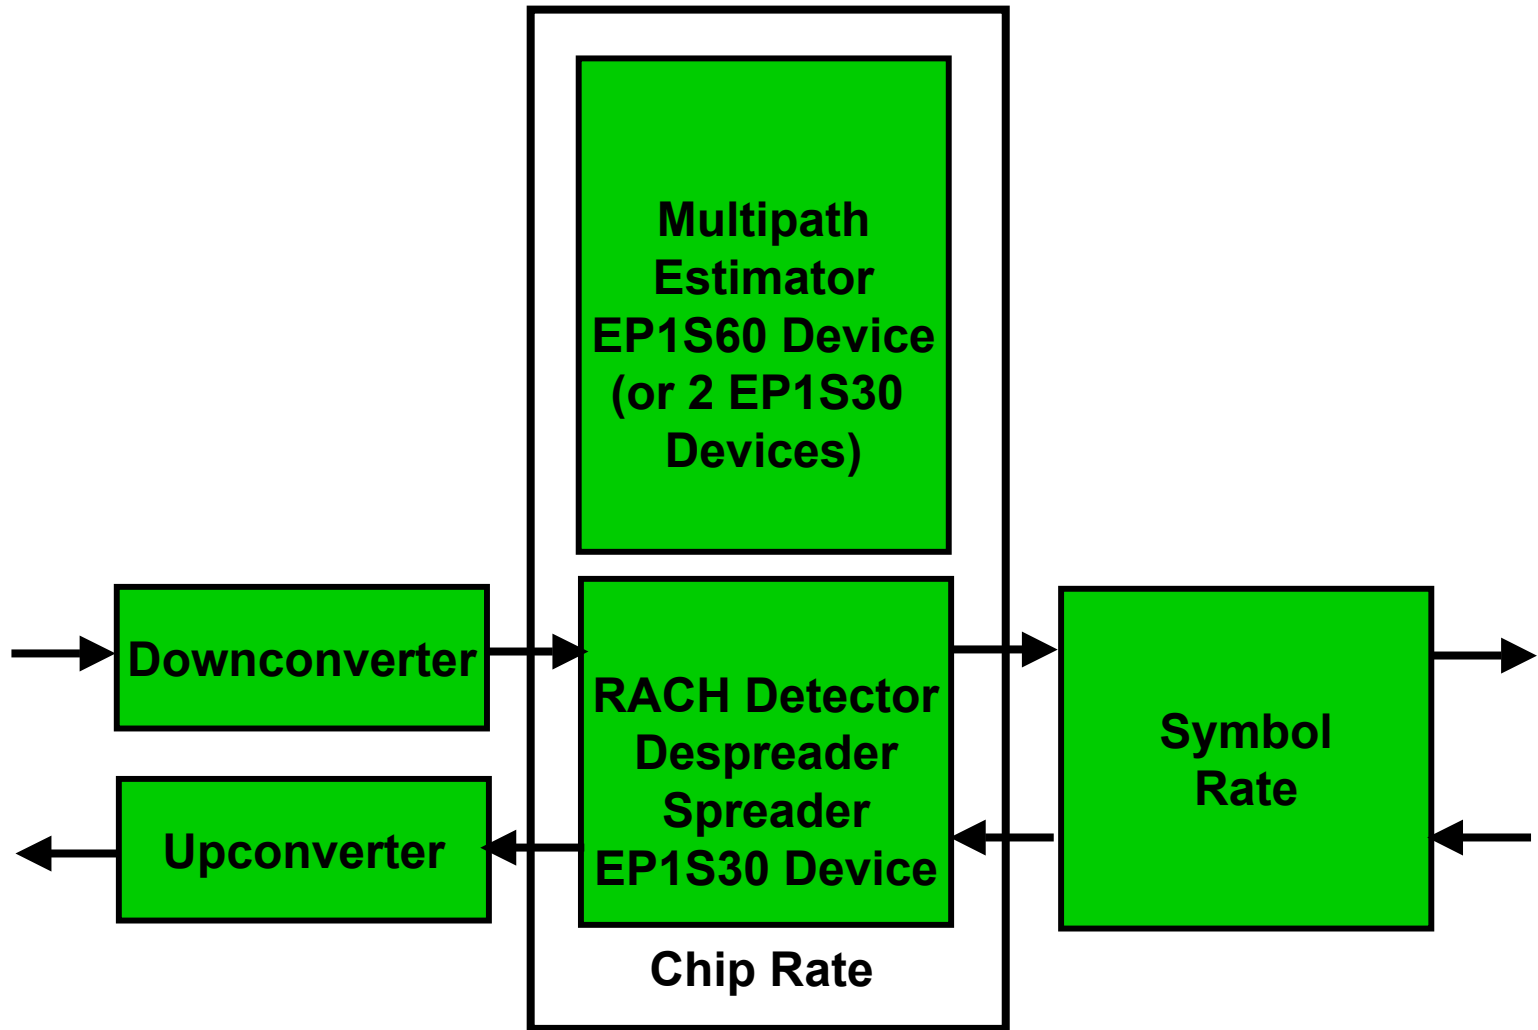 Multipath
Estimator
EP1S60 Device
(or 2 EP1S30
Devices)
Downconverter
Upconverter
RACH Detector
Despreader
Spreader
EP1S30 Device
Symbol
Rate
Chip Rate